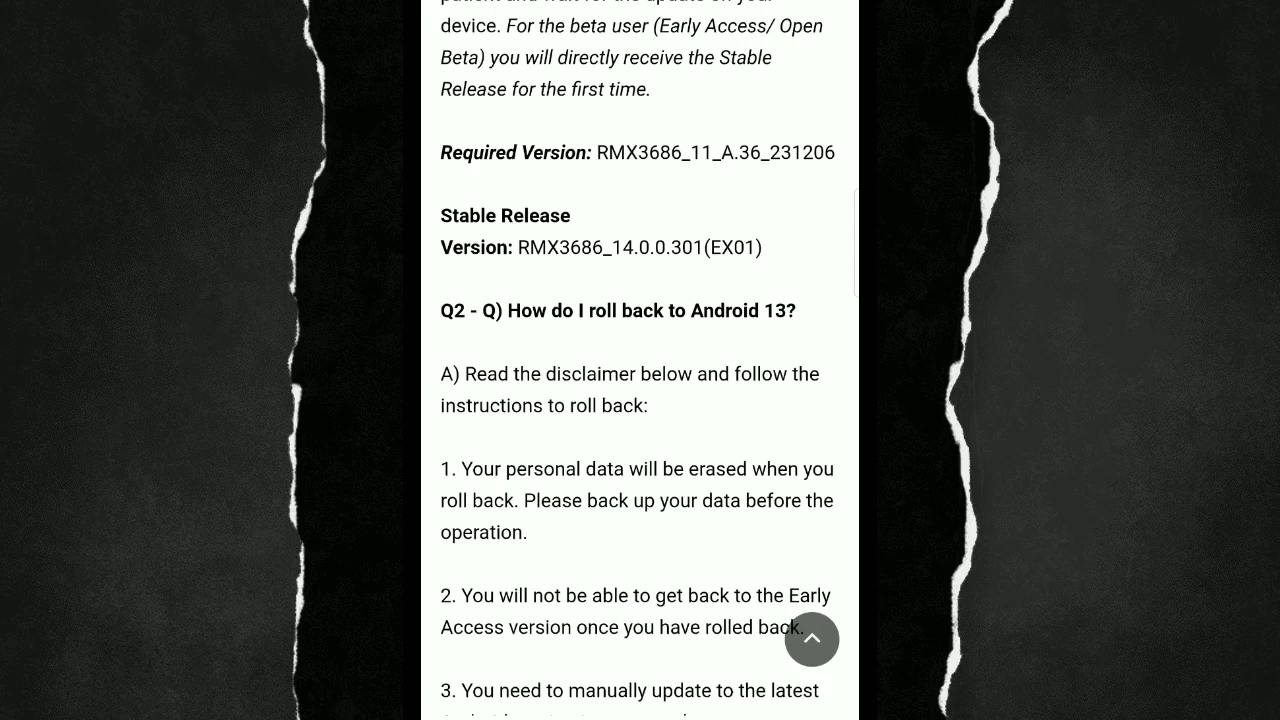 device. For the beta user (Early Access/ Open
Beta) you will directly receive the Stable
Release for the first time.
Required Version: RMX3686_11_A.36_231206
Stable Release
Version: RMX3686_14.0.0.301(EX01)
Q2 - Q) How do I roll back to Android 13?
A) Read the disclaimer below and follow the
instructions to roll back:
1. Your personal data will be erased when you
roll back. Please back up your data before the
operation.
2. You will not be able to get back to the Early
Access version once you have rolled back.
3. You need to manually update to the latest